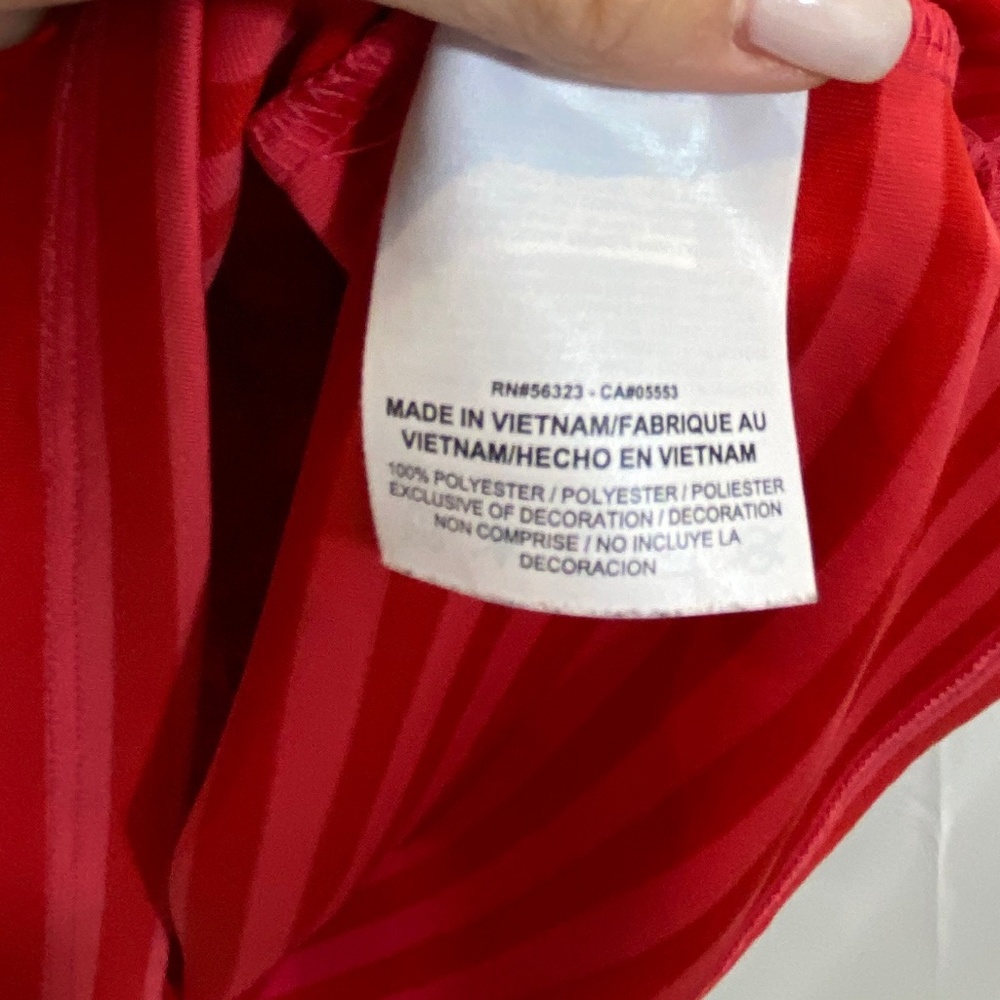 RN#56323 - CA#05553
MADE IN VIETNAM/FABRIQUE AU
VIETNAM/HECHO EN VIETNAM
100% POLYESTER / POLYESTER / POLIESTER
EXCLUSIVE OF DECORATION / DECORATION
NON COMPRISE / NO INCLUYE LA
DECORACION